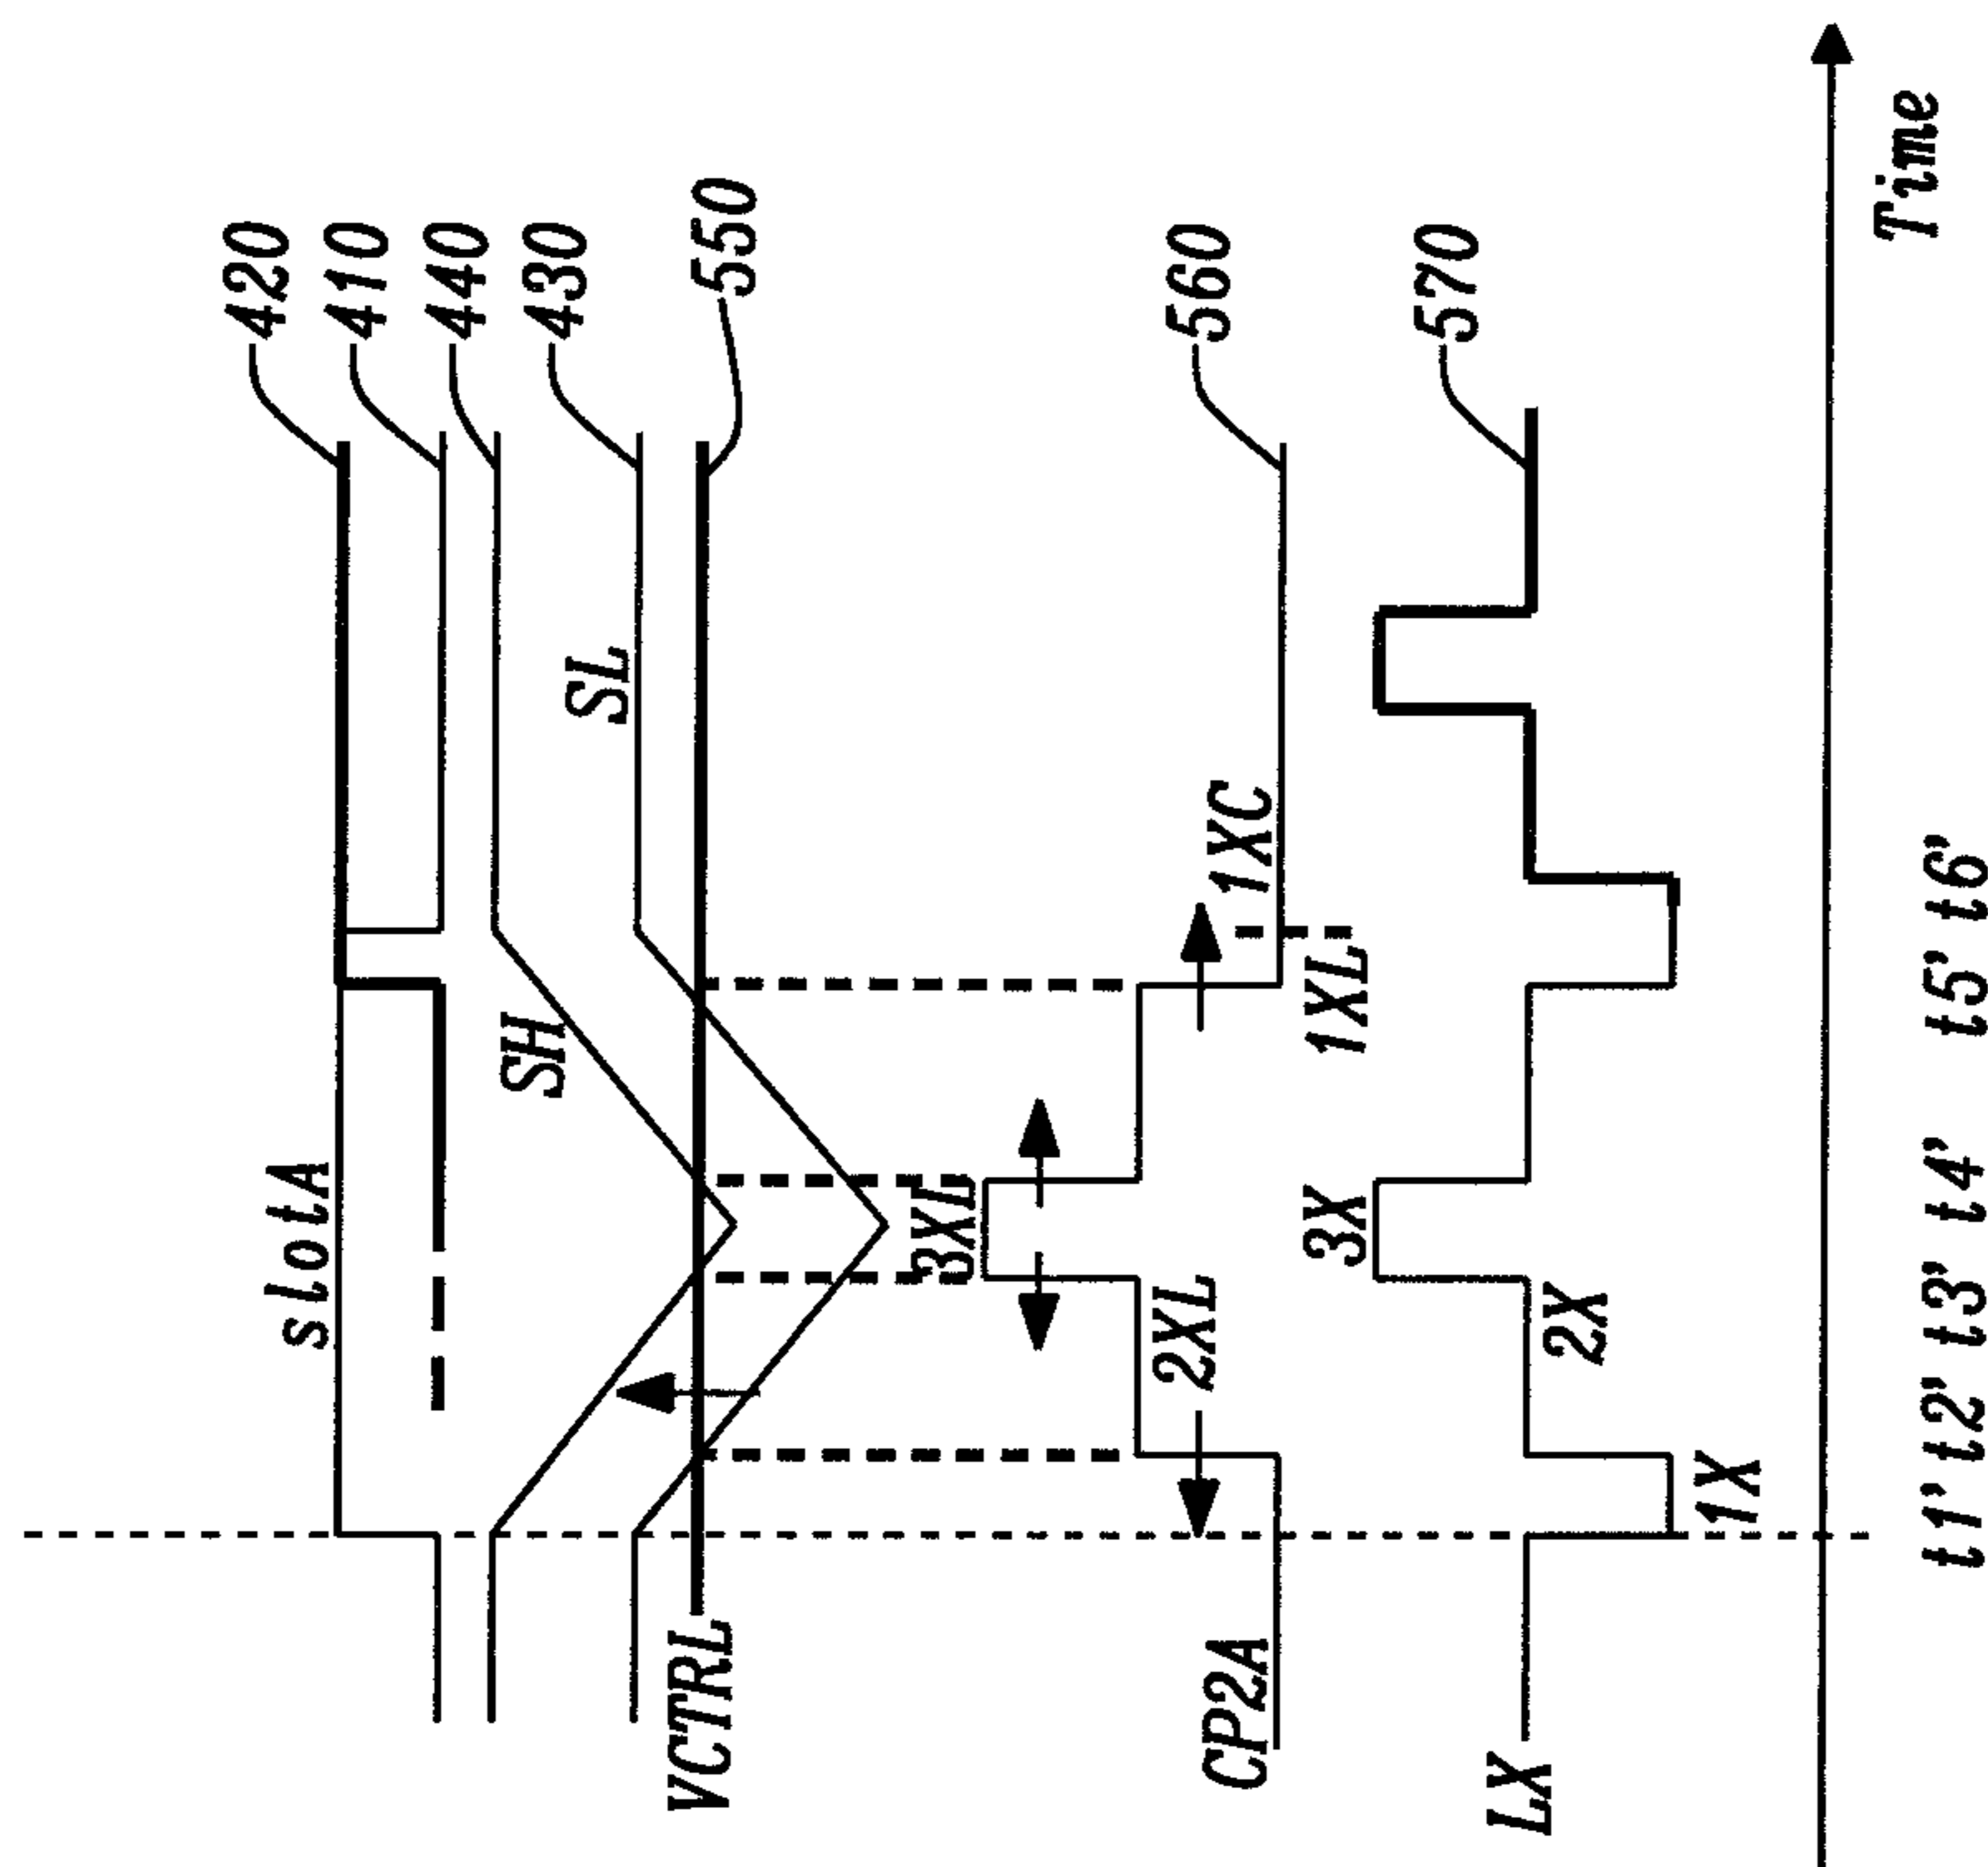 slotA
420
410
SH
440
SL
430
VCTRL
550
3XL
2XL
1XC
CP2A
560
1XL
3X
570
LX
2X
1X
Time
t1' t2' t3' t4' t5' t6'